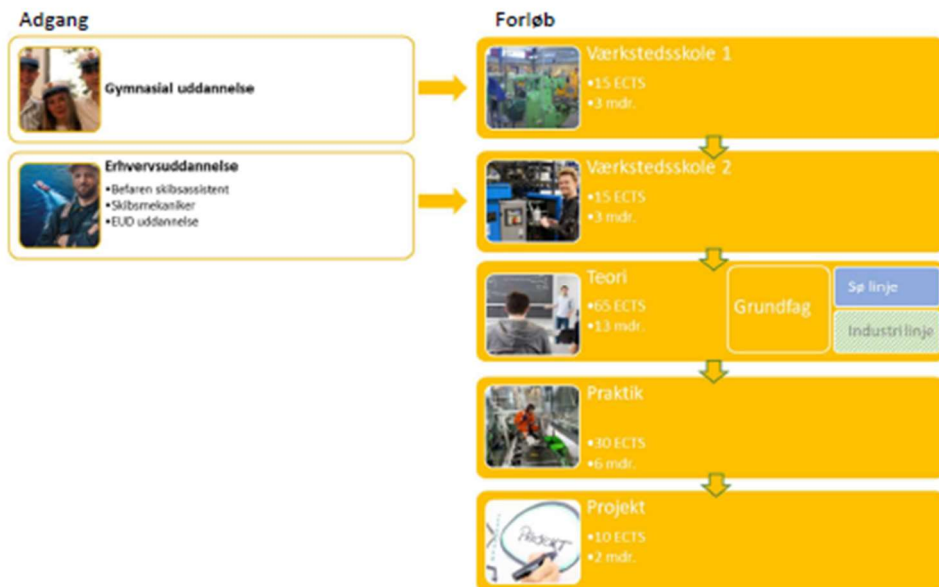 Adgang
Gymnasial uddannelse
Erhvervsuddannelse
•Befaren skibsassistent
•Skibsmekaniker
•EUD uddannelse
Forløb
Værkstedsskole 1
•15 ECTS
•3 mdr.
Værkstedsskole 2
•15 ECTS
•3 mdr.
Teori
•65 ECTS
•13 mdr.
Grundfag
Sø linje
Industri linje
Praktik
•30 ECTS
•6 mdr.
Projekt
PROJEKT
•10 ECTS
•2 mdr.